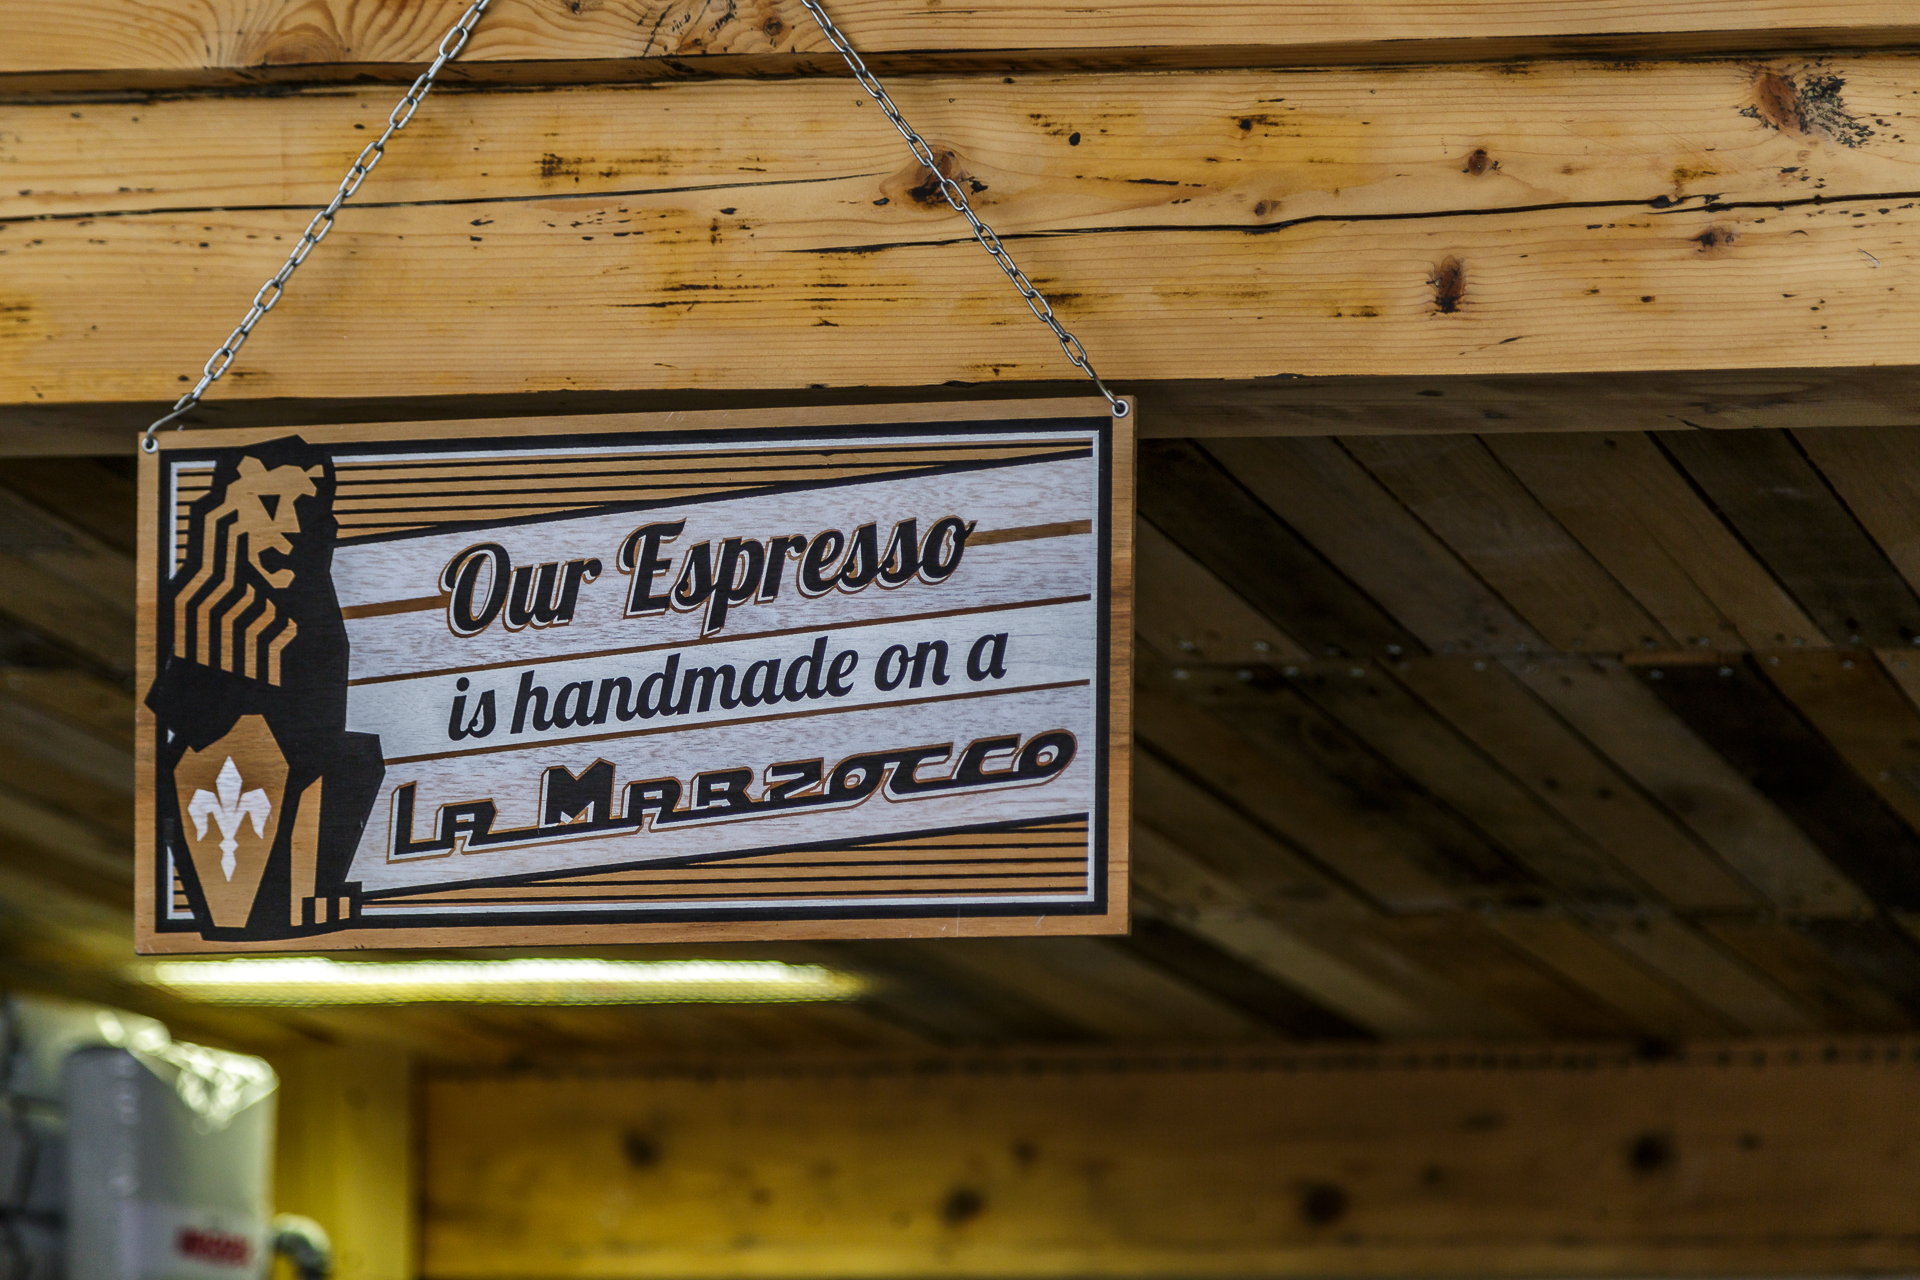 Our Espresso
is handmade on a
La Marzocco